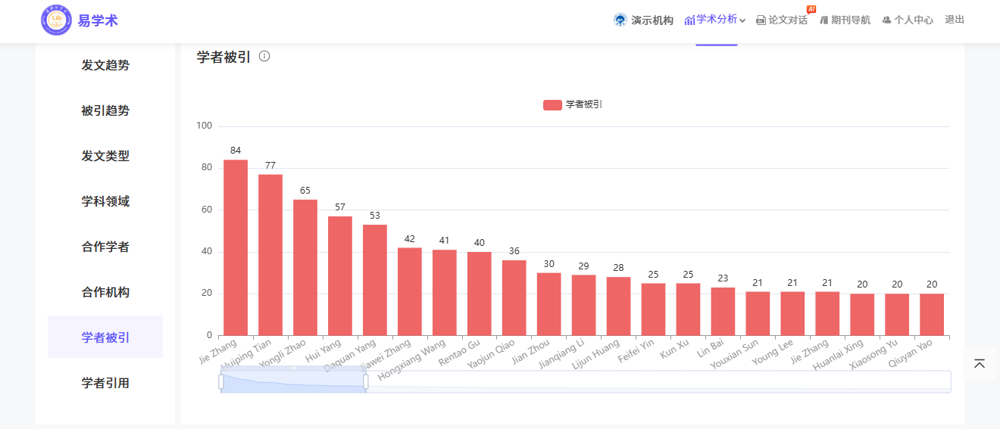 易学术
演示机构 学术分析 论文对话 AI 期刊导航 个人中心 退出
发文趋势
被引趋势
发文类型
学科领域
合作学者
合作机构
学者被引
学者引用
学者被引
学者被引
100
80
60
40
20
0
84 77 65 57 53 42 41 40 36 30 29 28 25 25 23 21 21 21 20 20 20
Jie Zhang
Huiping Tian
Yongli Zhao
Hui Yang
Daquan Yang
Jiawei Zhang
Hongxiang Wang
Rentao Gu
Yaojun Qiao
Jian Zhou
Jianqiang Li
Lijun Huang
Feifei Yin
Kun Xu
Lin Bai
Youxian Sun
Young Lee
Jie Zhang
Huanlai Xing
Xiaosong Yu
Qiuyan Yao